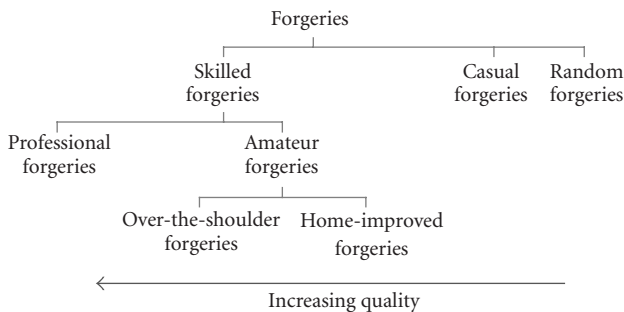 Forgeries
Skilled
forgeries
Casual
forgeries
Random
forgeries
Professional
forgeries
Amateur
forgeries
Over-the-shoulder
forgeries
Home-improved
forgeries
Increasing quality